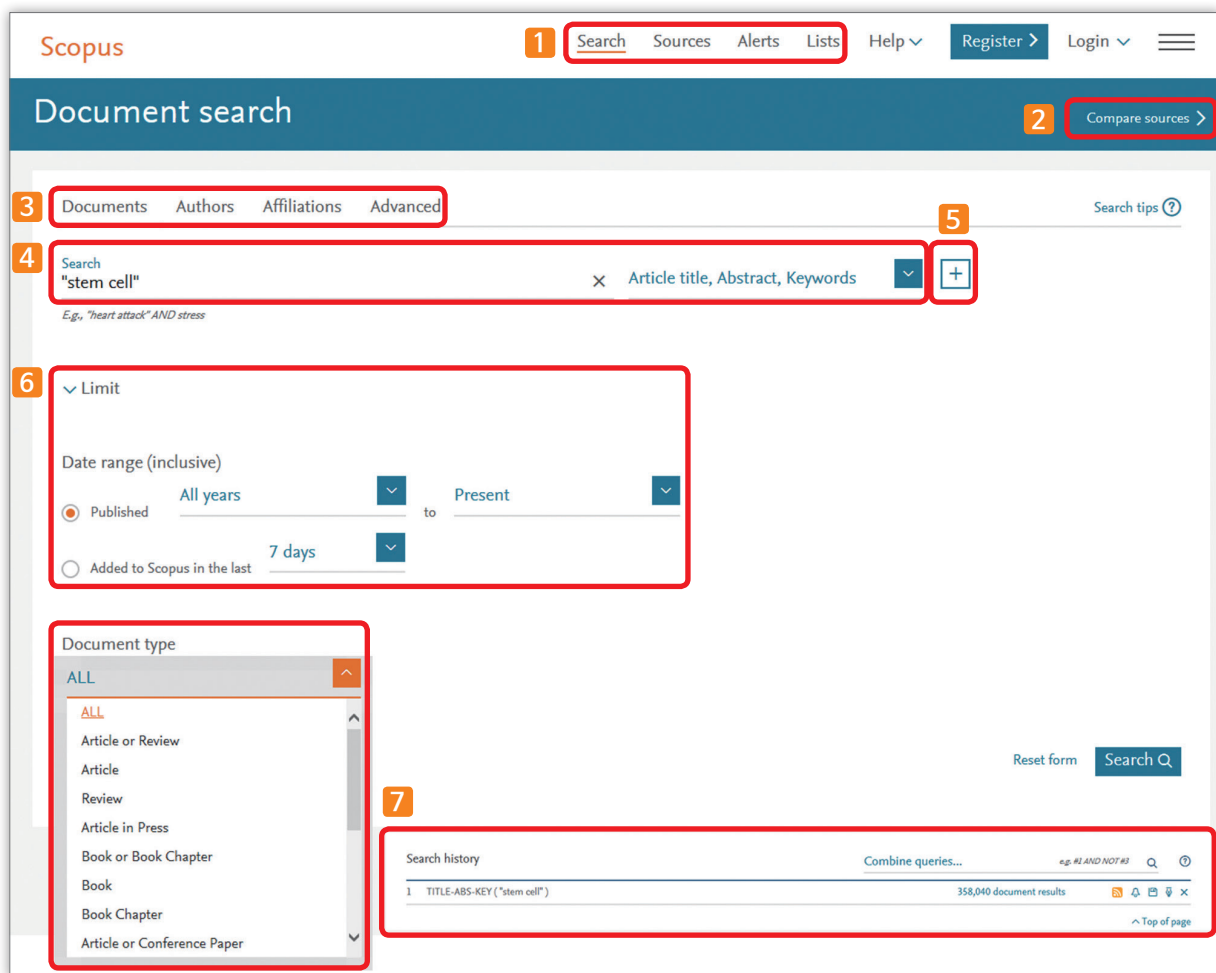 Scopus
1 Search Sources Alerts Lists Help Register Login
Document search
2 Compare sources
3 Documents Authors Affiliations Advanced Search tips ?
5
4 Search
"stem cell" Article title, Abstract, Keywords
E.g., "heart attack" AND stress
6 Limit
Date range (inclusive)
Published All years to Present
Added to Scopus in the last 7 days
Document type
ALL
ALL
Article or Review
Article
Review
Article in Press
Book or Book Chapter
Book
Book Chapter
Article or Conference Paper
Reset form Search
7
Search history Combine queries... e.g. #1 AND NOT #3 ?
1 TITLE-ABS-KEY ( "stem cell" ) 358,040 document results
Top of page